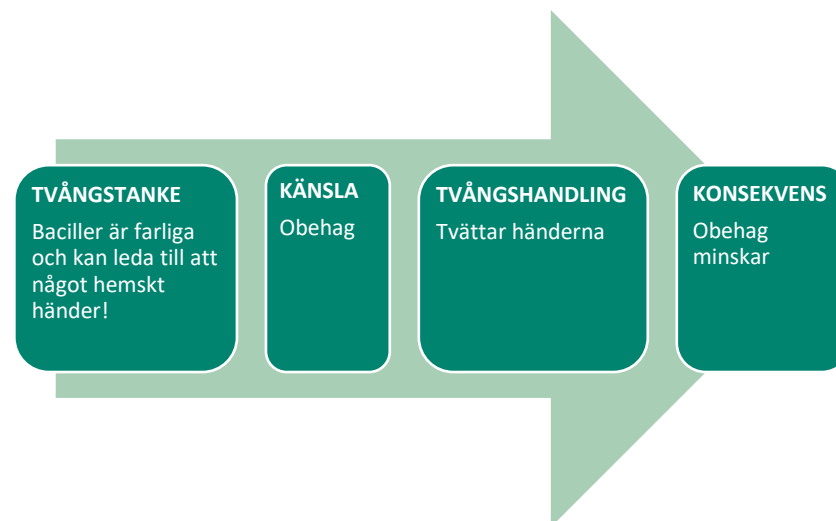 TVÅNGSTANKE
Baciller är farliga
och kan leda till att
något hemskt
händer!
KÄNSLA
Obehag
TVÅNGSHANDLING
Tvättar händerna
KONSEKVENS
Obehag
minskar